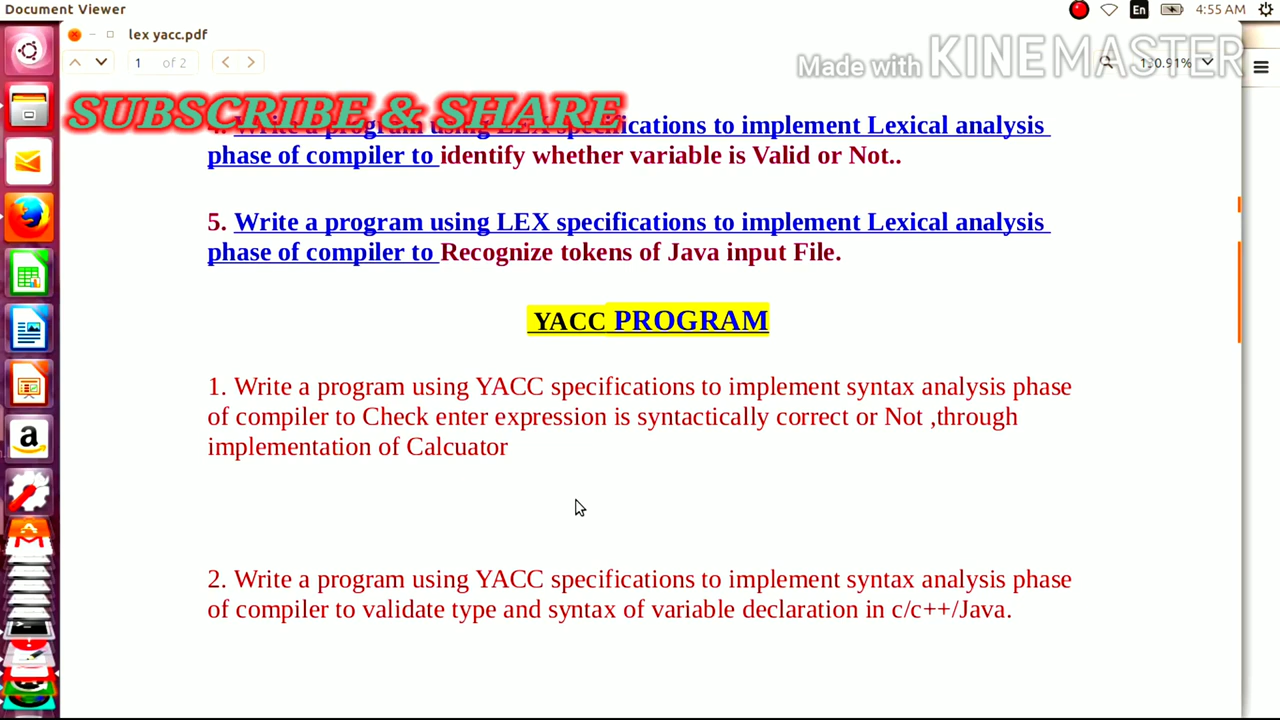 Document Viewer
En
4:55 AM
lex yacc.pdf
1 of 2
Made with KINEMASTER
SUBSCRIBE & SHARE
to implement Lexical analysis
phase of compiler to identify whether variable is Valid or Not..
5. Write a program using LEX specifications to implement Lexical analysis
phase of compiler to Recognize tokens of Java input File.
YACC PROGRAM
1. Write a program using YACC specifications to implement syntax analysis phase
of compiler to Check enter expression is syntactically correct or Not ,through
implementation of Calcuator
2. Write a program using YACC specifications to implement syntax analysis phase
of compiler to validate type and syntax of variable declaration in c/c++/Java.